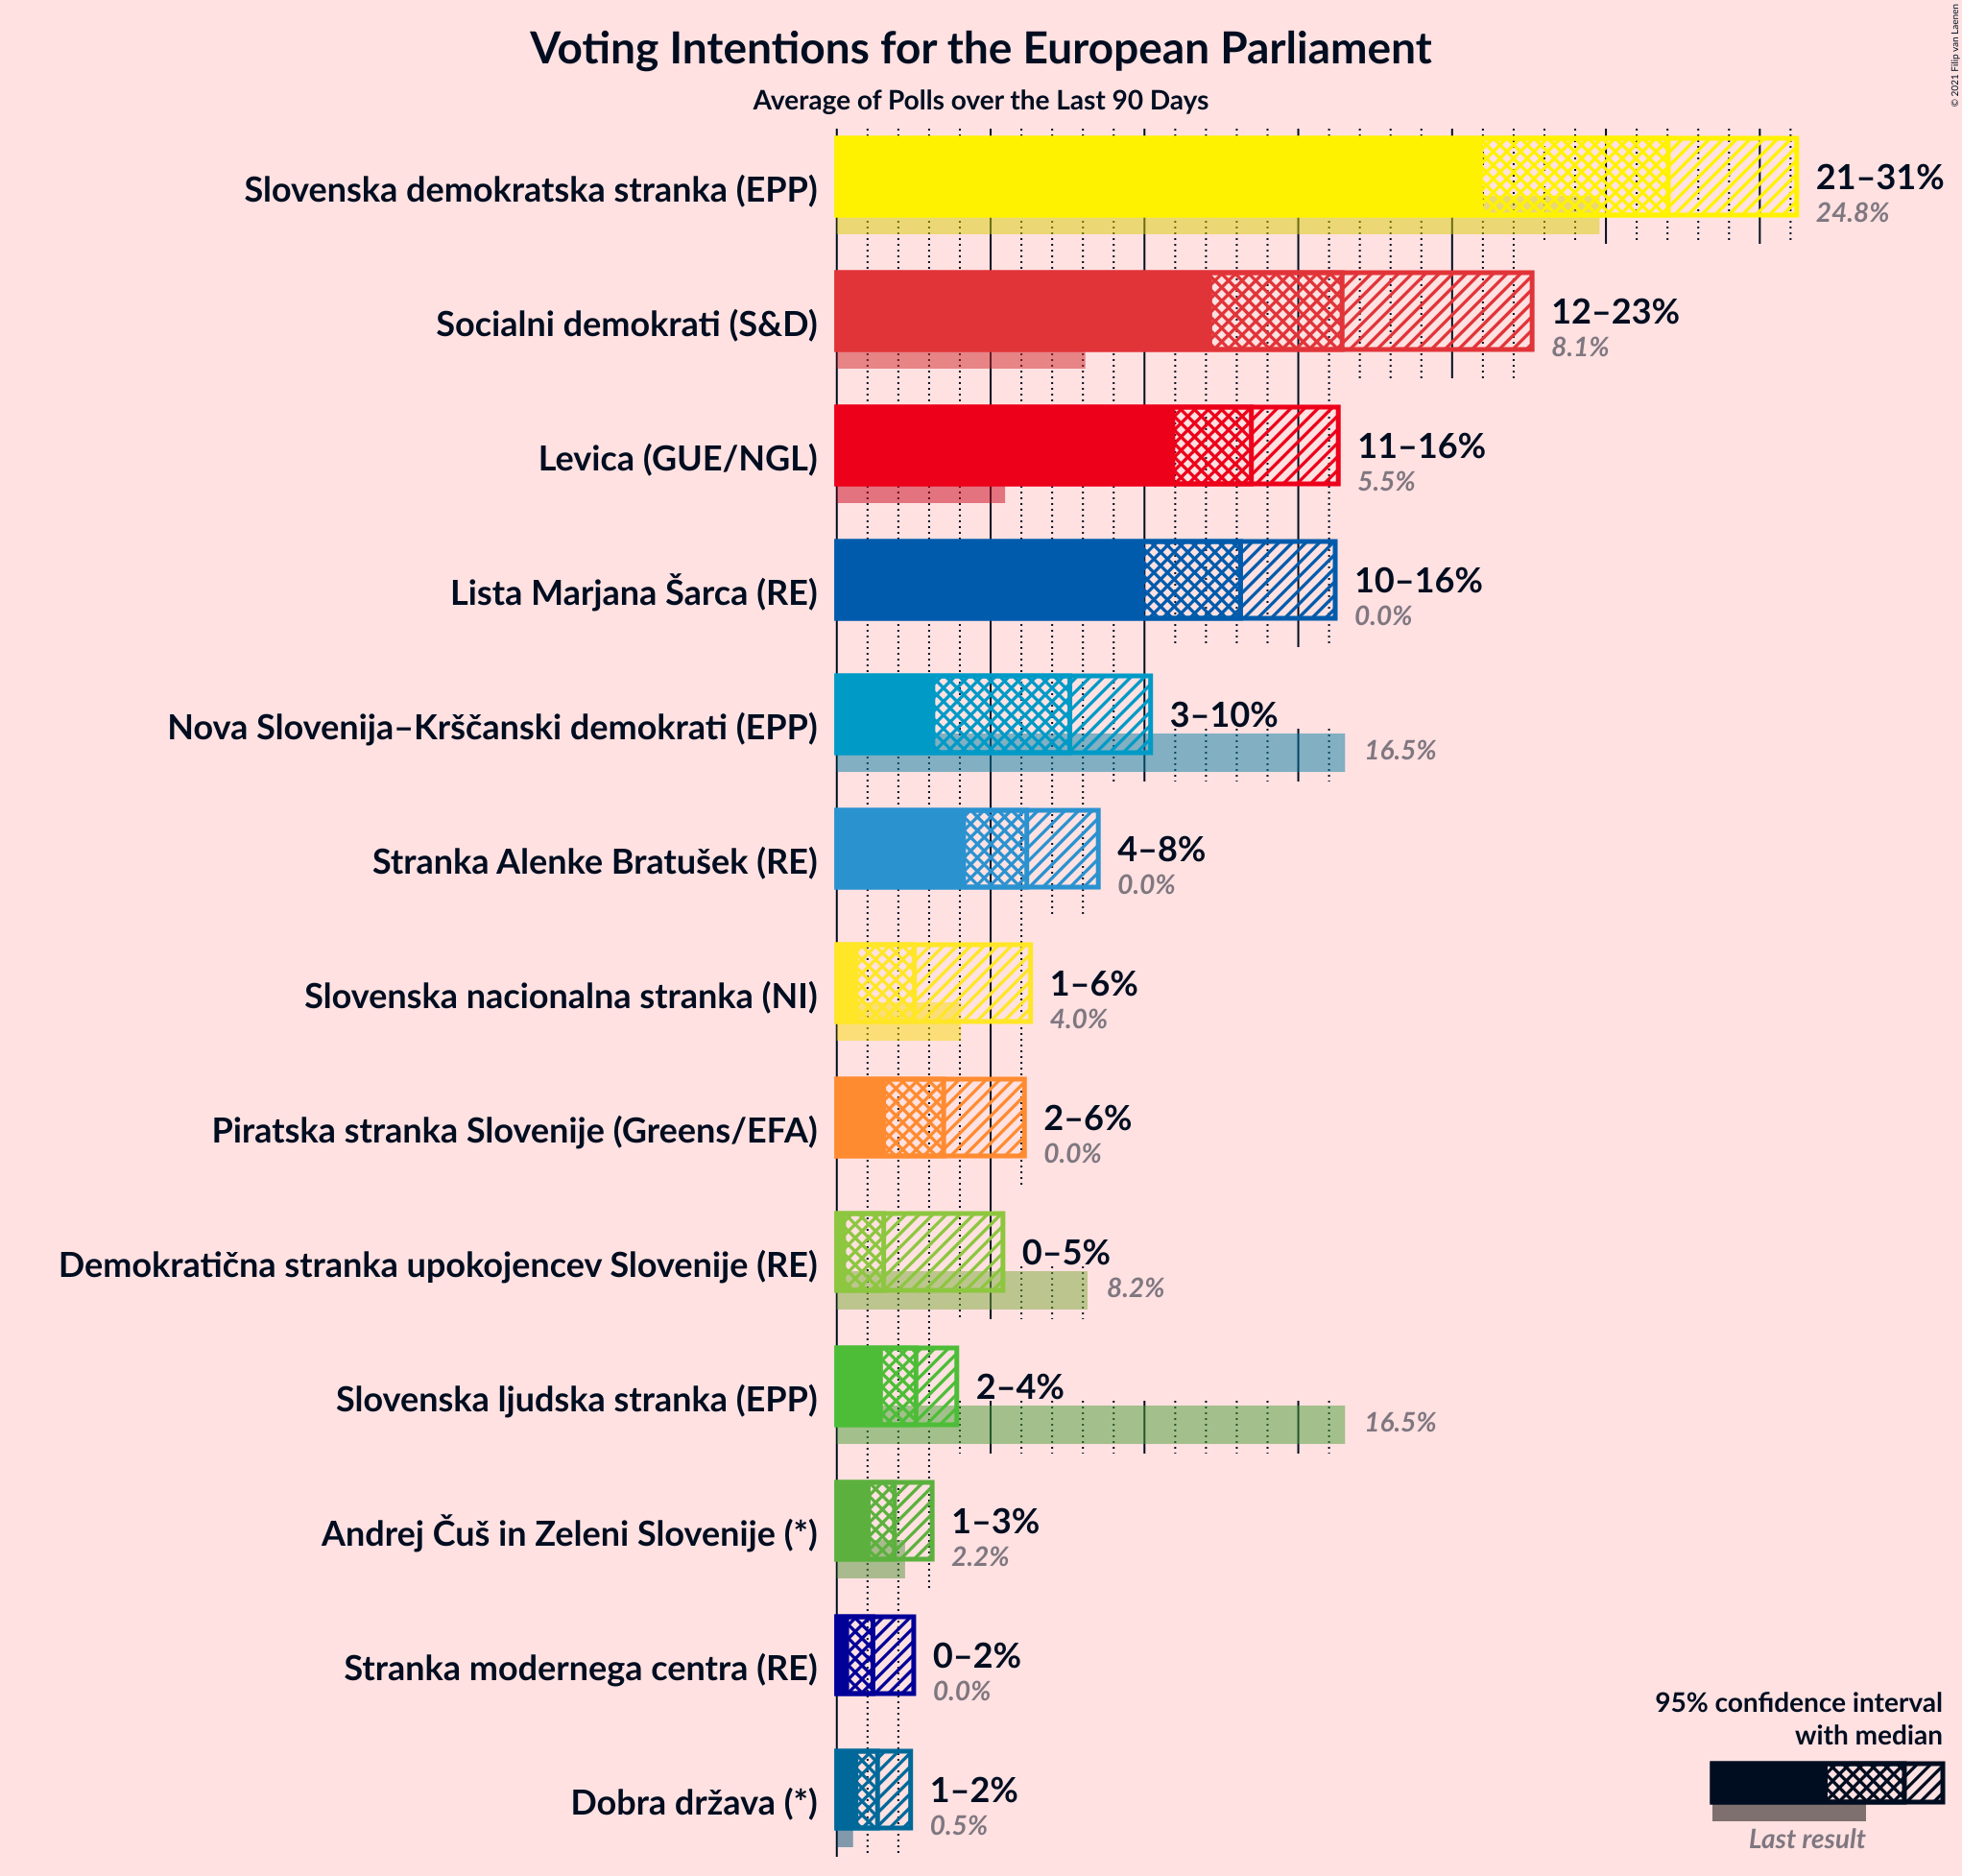 © 2021 Filip van Laenen
Voting Intentions for the European Parliament
Average of Polls over the Last 90 Days
Slovenska demokratska stranka (EPP)
21–31%
24.8%
Socialni demokrati (S&D)
12–23%
8.1%
Levica (GUE/NGL)
11–16%
5.5%
Lista Marjana Šarca (RE)
10–16%
0.0%
Nova Slovenija–Krščanski demokrati (EPP)
3–10%
16.5%
Stranka Alenke Bratušek (RE)
4–8%
0.0%
Slovenska nacionalna stranka (NI)
1–6%
4.0%
Piratska stranka Slovenije (Greens/EFA)
2–6%
0.0%
Demokratična stranka upokojencev Slovenije (RE)
0–5%
8.2%
Slovenska ljudska stranka (EPP)
2–4%
16.5%
Andrej Čuš in Zeleni Slovenije (*)
1–3%
2.2%
Stranka modernega centra (RE)
0–2%
0.0%
Dobra država (*)
1–2%
0.5%
95% confidence interval
with median
Last result